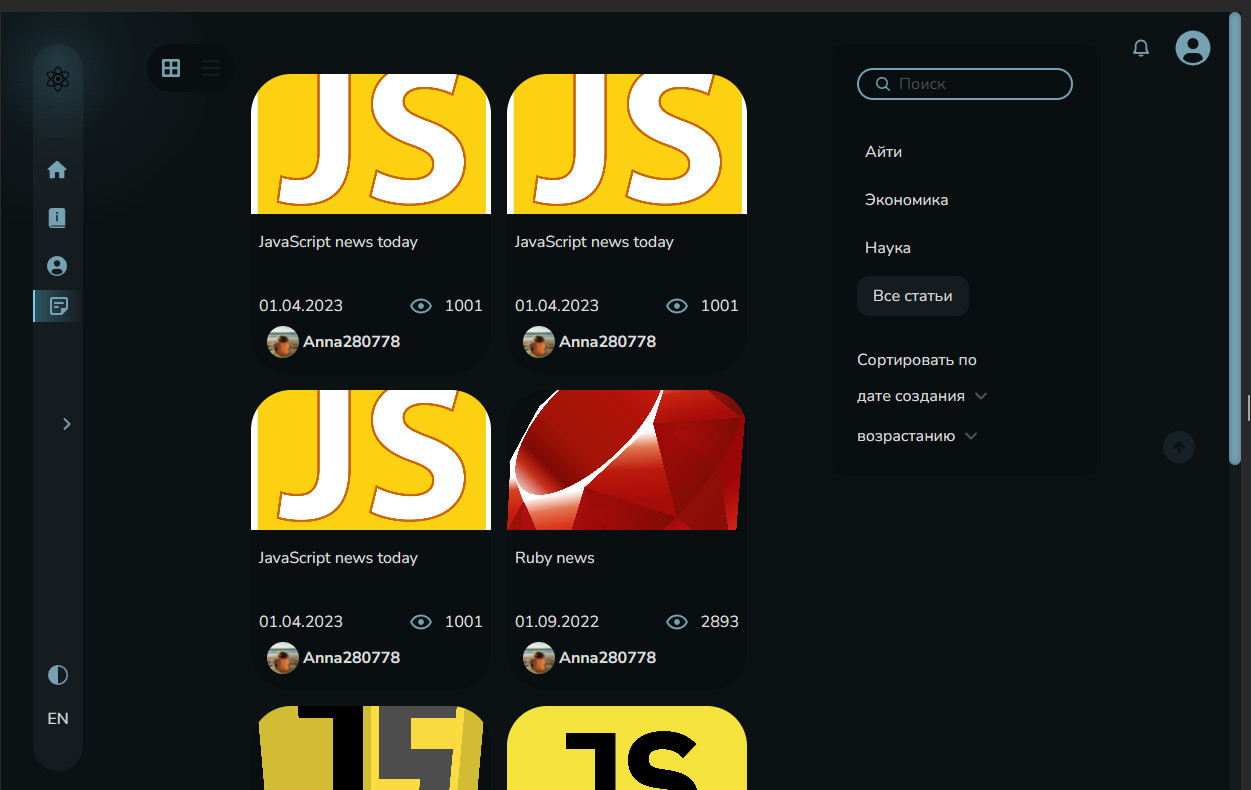 Поиск
Айти
Экономика
Наука
Все статьи
Сортировать по
дате создания
возрастанию
JS
JS
JavaScript news today
JavaScript news today
01.04.2023 1001
01.04.2023 1001
Anna280778
Anna280778
JS
JavaScript news today
Ruby news
01.04.2023 1001
01.09.2022 2893
Anna280778
Anna280778
JS
JS
EN